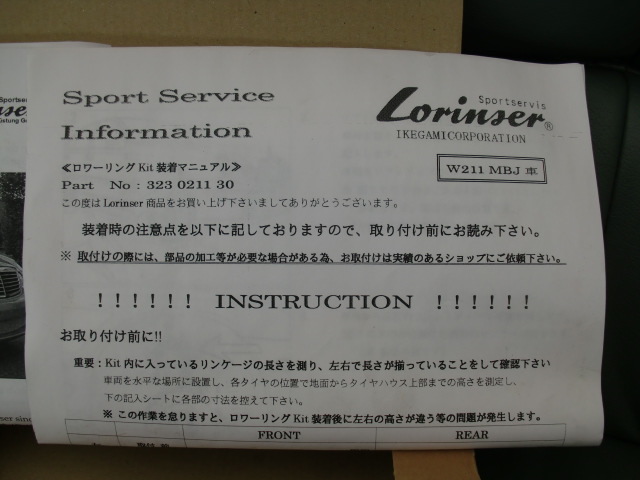 Sport Service
Information
Sportservis
Lorinser®
IKEGAMICORPORATION
≪ロワーリング Kit 装着マニュアル≫
W211 MBJ 車
Part No : 323 0211 30
この度は Lorinser 商品をお買い上げ下さいましてありがとうございます。
装着時の注意点を以下に記しておりますので、取り付け前にお読み下さい。
※ 取付けの際には、部品の加工等が必要な場合がある為、お取付けは実績のあるショップにご依頼下さい。
! ! ! ! ! ! INSTRUCTION ! ! ! ! ! !
お取り付け前に!!
重要：Kit 内に入っているリンケージの長さを測り、左右で長さが揃っていることをして確認下さい
車両を水平な場所に設置し、各タイヤの位置で地面からタイヤハウス上部までの高さを測定し、
下の記入シートに各部の寸法を控えて下さい。
※ この作業を怠りますと、ロワーリング Kit 装着後に左右の高さが違う等の問題が発生します。
FRONT REAR